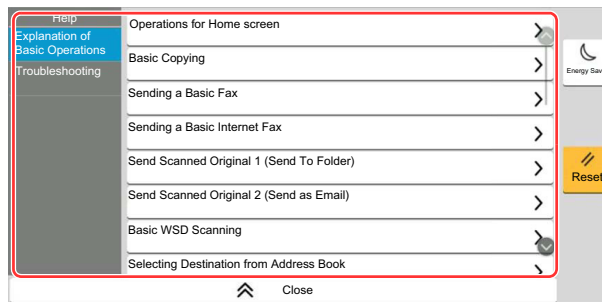 Help
Explanation of
Basic Operations
Troubleshooting
Operations for Home screen
Basic Copying
Sending a Basic Fax
Sending a Basic Internet Fax
Send Scanned Original 1 (Send To Folder)
Send Scanned Original 2 (Send as Email)
Basic WSD Scanning
Selecting Destination from Address Book
Close
Energy Sav
Reset